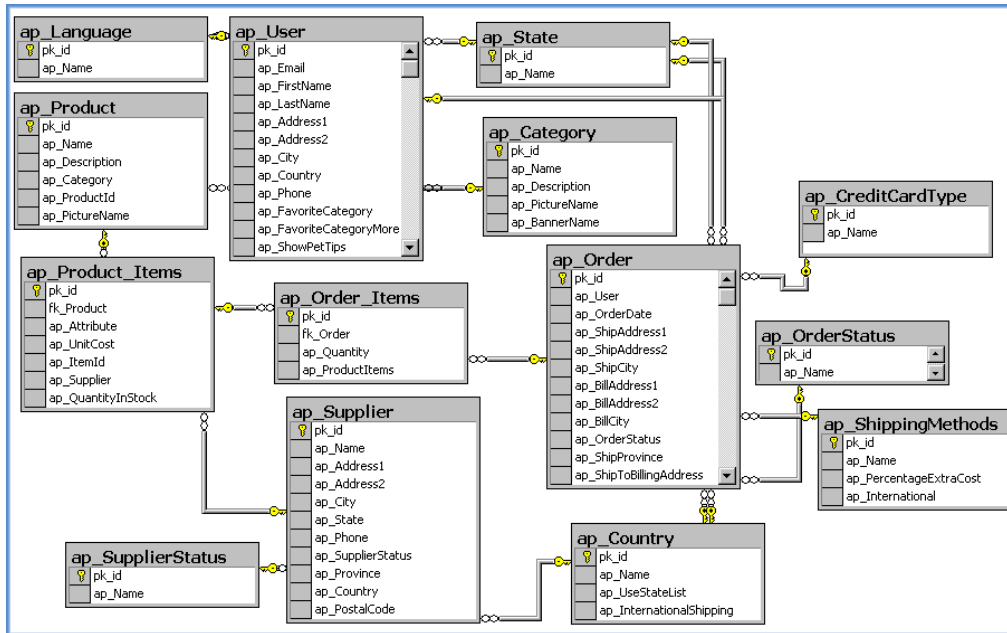 ap_Language
pk_id
ap_Name
ap_User
pk_id
ap_Email
ap_FirstName
ap_LastName
ap_Address1
ap_Address2
ap_City
ap_Country
ap_Phone
ap_FavoriteCategory
ap_FavoriteCategoryMore
ap_ShowPetTips
ap_State
pk_id
ap_Name
ap_Product
pk_id
ap_Name
ap_Description
ap_Category
ap_ProductId
ap_PictureName
ap_Category
pk_id
ap_Name
ap_Description
ap_PictureName
ap_BannerName
ap_CreditCardType
pk_id
ap_Name
ap_Product_Items
pk_id
fk_Product
ap_Attribute
ap_UnitCost
ap_ItemId
ap_Supplier
ap_QuantityInStock
ap_Order_Items
pk_id
fk_Order
ap_Quantity
ap_ProductItems
ap_Order
pk_id
ap_User
ap_OrderDate
ap_ShipAddress1
ap_ShipAddress2
ap_ShipCity
ap_BillAddress1
ap_BillAddress2
ap_BillCity
ap_OrderStatus
ap_ShipProvince
ap_ShipToBillingAddress
ap_OrderStatus
pk_id
ap_Name
ap_ShippingMethods
pk_id
ap_Name
ap_PercentageExtraCost
ap_International
ap_Supplier
pk_id
ap_Name
ap_Address1
ap_Address2
ap_City
ap_State
ap_Phone
ap_SupplierStatus
ap_Province
ap_Country
ap_PostalCode
ap_SupplierStatus
pk_id
ap_Name
ap_Country
pk_id
ap_Name
ap_UseStateList
ap_InternationalShipping